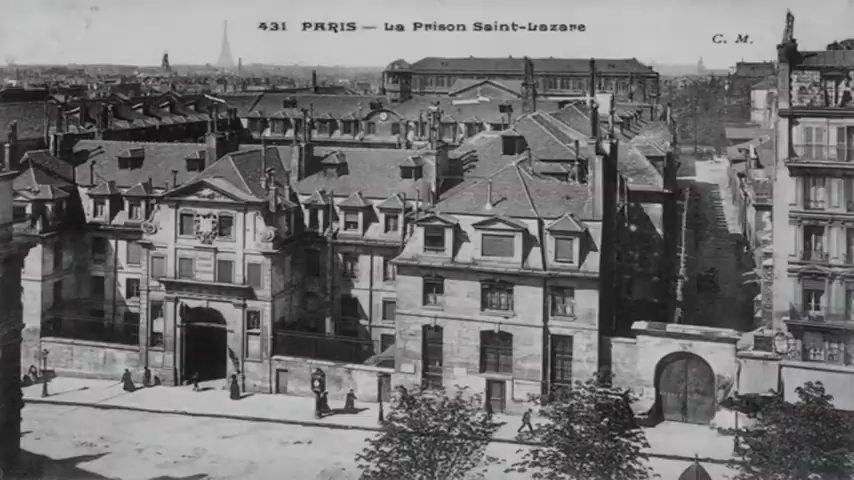 431 PARIS — La Prison Saint-Lazare
C. M.